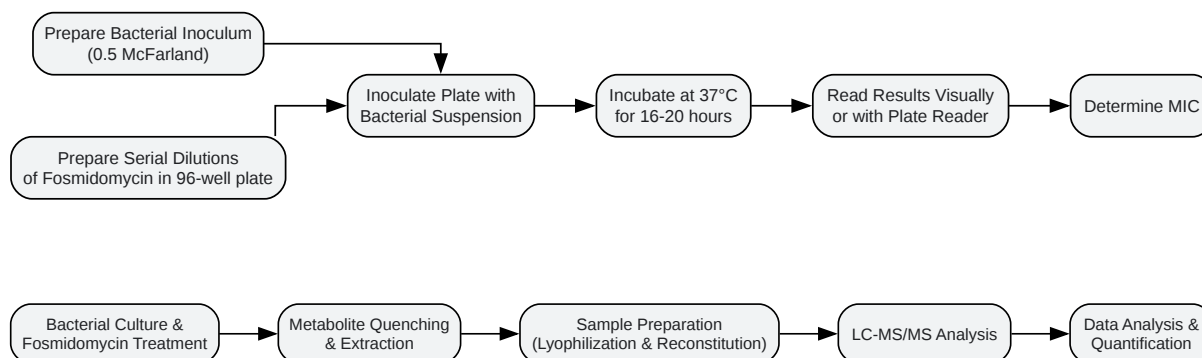 Prepare Bacterial Inoculum
(0.5 McFarland)
Prepare Serial Dilutions
of Fosmidomycin in 96-well plate
Inoculate Plate with
Bacterial Suspension
Incubate at 37°C
for 16-20 hours
Read Results Visually
or with Plate Reader
Determine MIC
Bacterial Culture &
Fosmidomycin Treatment
Metabolite Quenching
& Extraction
Sample Preparation
(Lyophilization & Reconstitution)
LC-MS/MS Analysis
Data Analysis &
Quantification